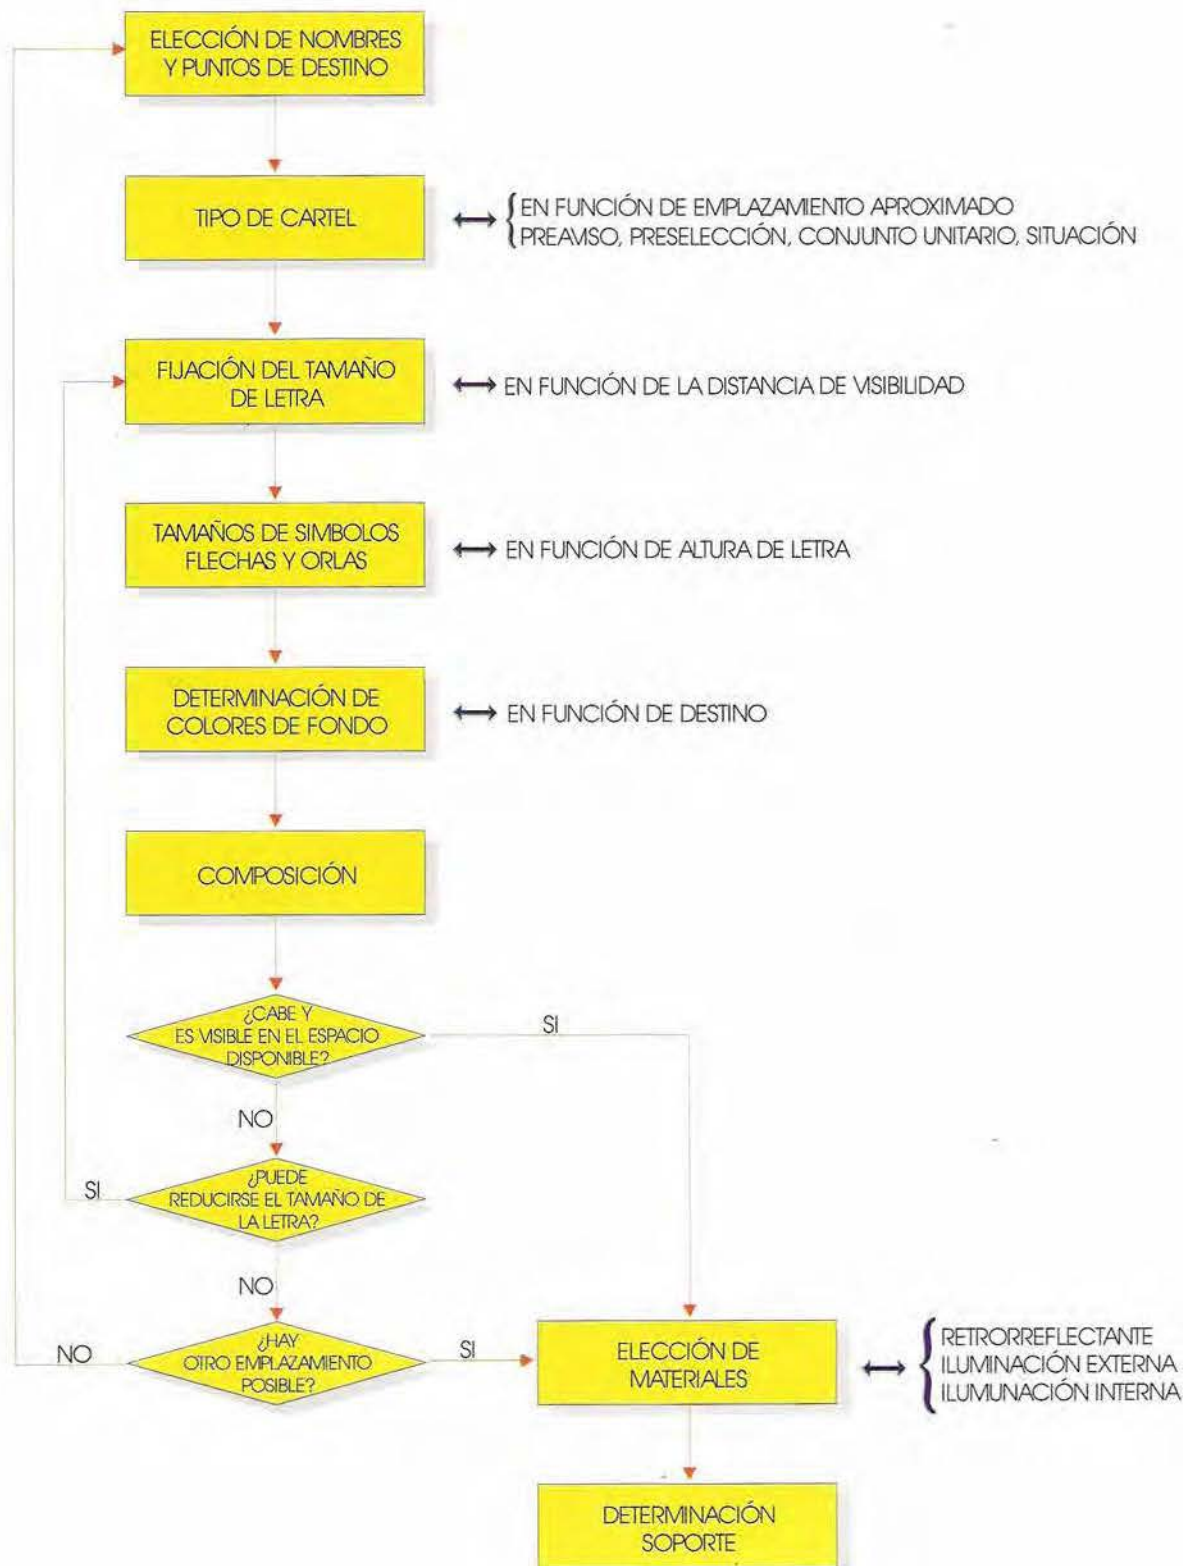 ELECCIÓN DE NOMBRES
Y PUNTOS DE DESTINO
TIPO DE CARTEL
EN FUNCIÓN DE EMPLAZAMIENTO APROXIMADO
PREAVISO, PRESELECCIÓN, CONJUNTO UNITARIO, SITUACIÓN
FIJACIÓN DEL TAMAÑO
DE LETRA
EN FUNCIÓN DE LA DISTANCIA DE VISIBILIDAD
TAMAÑOS DE SIMBOLOS
FLECHAS Y ORLAS
EN FUNCIÓN DE ALTURA DE LETRA
DETERMINACIÓN DE
COLORES DE FONDO
EN FUNCIÓN DE DESTINO
COMPOSICIÓN
¿CABE Y
ES VISIBLE EN EL ESPACIO
DISPONIBLE?
SI
NO
¿PUEDE
REDUCIRSE EL TAMAÑO DE
LA LETRA?
SI
NO
¿HAY
OTRO EMPLAZAMIENTO
POSIBLE?
NO
SI
ELECCIÓN DE
MATERIALES
RETRORREFLECTANTE
ILUMINACIÓN EXTERNA
ILUMUNACIÓN INTERNA
DETERMINACIÓN
SOPORTE